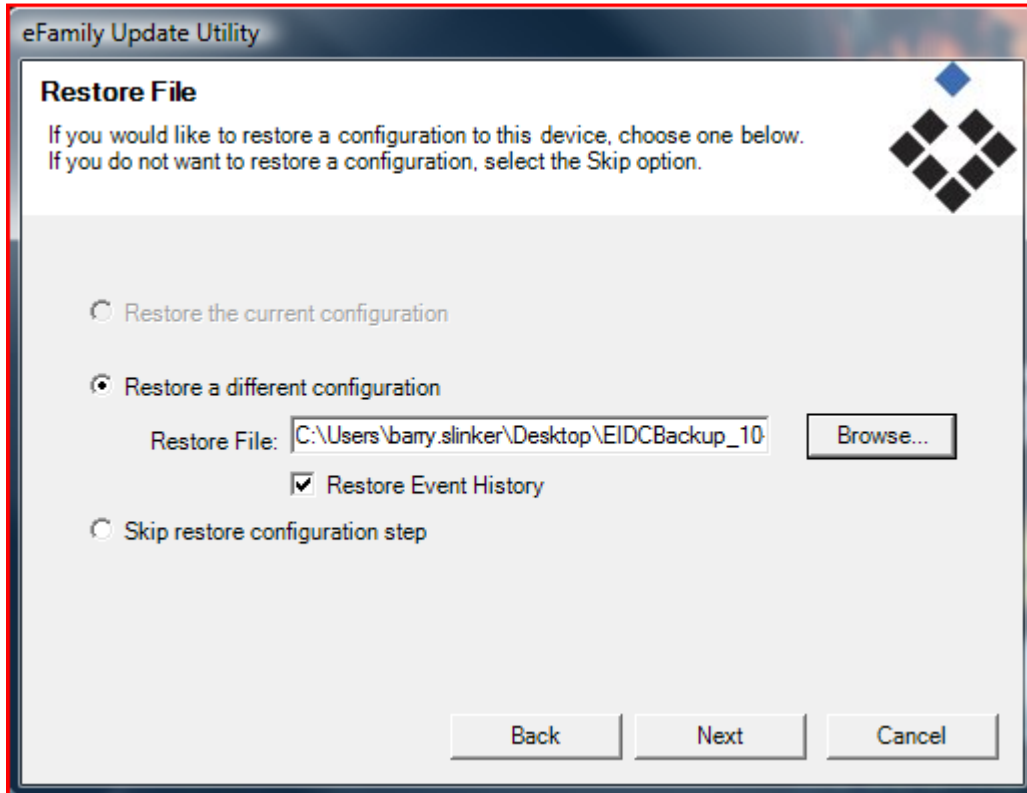 eFamily Update Utility
Restore File
If you would like to restore a configuration to this device, choose one below.
If you do not want to restore a configuration, select the Skip option.
Restore the current configuration
Restore a different configuration
Restore File: C:\Users\barry.slinker\Desktop\EIDCBackup_10- Browse...
Restore Event History
Skip restore configuration step
Back Next Cancel